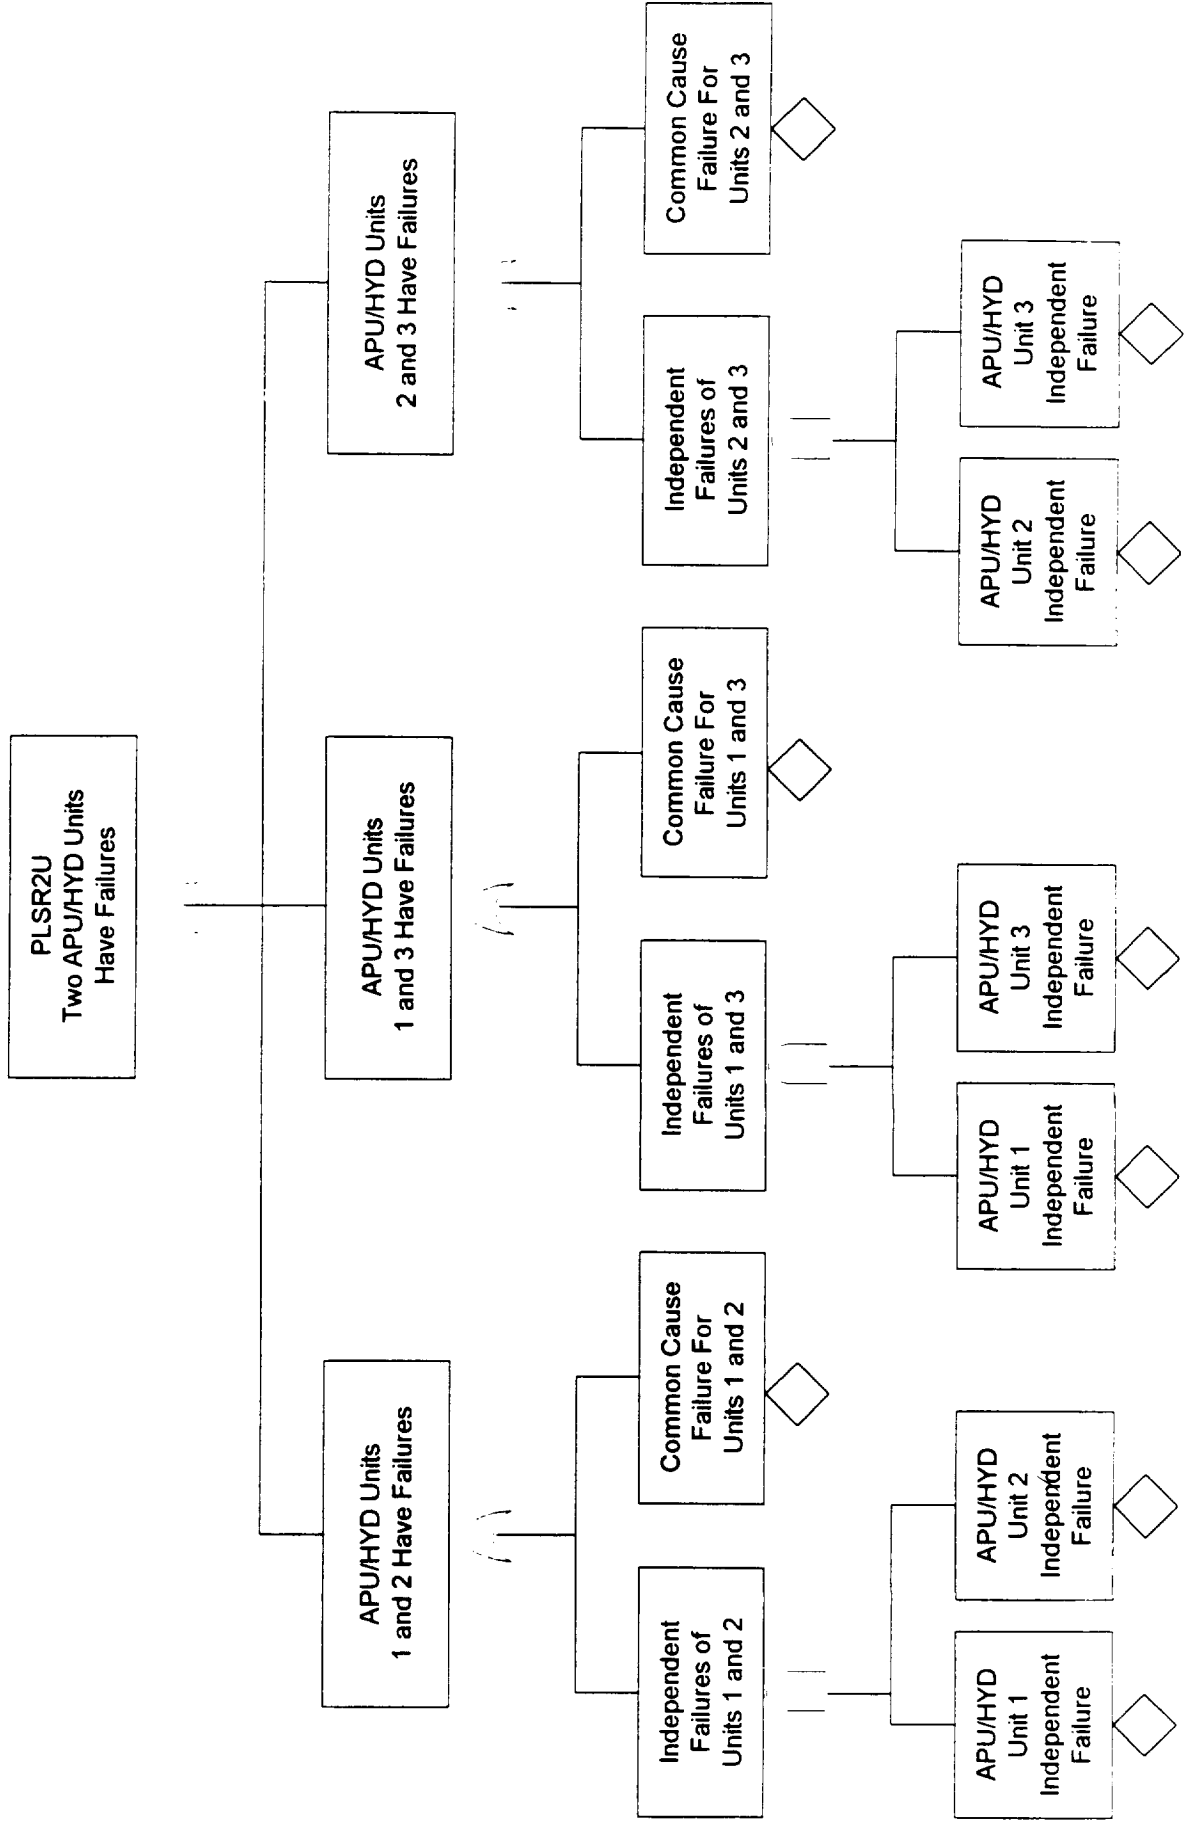 PLSR2U
Two APU/HYD Units
Have Failures
APU/HYD Units
1 and 2 Have Failures
APU/HYD Units
1 and 3 Have Failures
APU/HYD Units
2 and 3 Have Failures
Independent
Failures of
Units 1 and 2
Common Cause
Failure For
Units 1 and 2
Independent
Failures of
Units 1 and 3
Common Cause
Failure For
Units 1 and 3
Independent
Failures of
Units 2 and 3
Common Cause
Failure For
Units 2 and 3
APU/HYD
Unit 1
Independent
Failure
APU/HYD
Unit 2
Independent
Failure
APU/HYD
Unit 1
Independent
Failure
APU/HYD
Unit 3
Independent
Failure
APU/HYD
Unit 2
Independent
Failure
APU/HYD
Unit 3
Independent
Failure